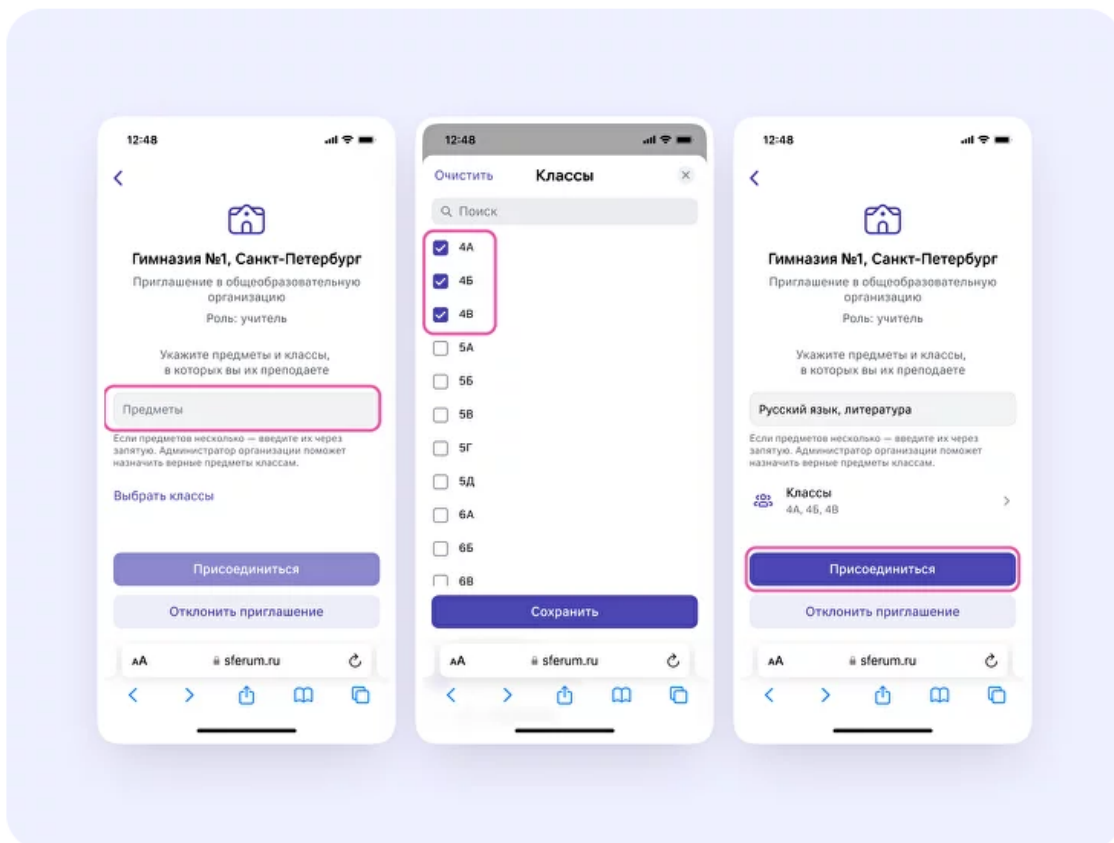 12:48
Гимназия №1, Санкт-Петербург
Приглашение в общеобразовательную
организацию
Роль: учитель
Укажите предметы и классы,
в которых вы их преподаете
Предметы
Если предметов несколько — введите их через
запятую. Администратор организации поможет
назначить верные предметы классам.
Выбрать классы
Присоединиться
Отклонить приглашение
AA sferum.ru
12:48
Очистить Классы
Поиск
4А
4Б
4В
5А
5Б
5В
5Г
5Д
6А
6Б
6В
Сохранить
AA sferum.ru
12:48
Гимназия №1, Санкт-Петербург
Приглашение в общеобразовательную
организацию
Роль: учитель
Укажите предметы и классы,
в которых вы их преподаете
Русский язык, литература
Если предметов несколько — введите их через
запятую. Администратор организации поможет
назначить верные предметы классам.
Классы
4А, 4Б, 4В
Присоединиться
Отклонить приглашение
AA sferum.ru